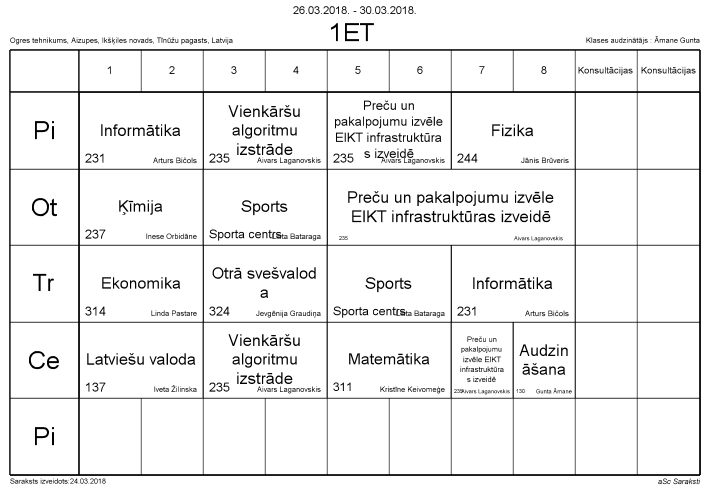 26.03.2018. - 30.03.2018.
1ET
Ogres tehnikums, Aizupes, Ikšķiles novads, Tīnūžu pagasts, Latvija
Klases audzinātājs : Āmane Gunta
1 2 3 4 5 6 7 8 Konsultācijas Konsultācijas
Pi
Informātika
231 Arturs Bičols
Vienkāršu
algoritmu
izstrāde
235 Aivars Laganovskis
Preču un
pakalpojumu izvēle
EIKT infrastruktūra
s izveidē
235 Aivars Laganovskis
Fizika
244 Jānis Brūveris
Ot
Ķīmija
237 Inese Orbidāne
Sports
Sporta centrs Bataraga
Preču un pakalpojumu izvēle
EIKT infrastruktūras izveidē
235 Aivars Laganovskis
Tr
Ekonomika
314 Linda Pastare
Otrā svešvalod
a
324 Jevgēnija Graudiņa
Sports
Sporta centrs Bataraga
Informātika
231 Arturs Bičols
Ce
Latviešu valoda
137 Iveta Žilinska
Vienkāršu
algoritmu
izstrāde
235 Aivars Laganovskis
Matemātika
311 Kristīne Keivomeģe
Preču un
pakalpojumu
izvēle EIKT
infrastruktūra
s izveidē
235 Aivars Laganovskis
Audzin
āšana
130 Gunta Āmane
Pi
Saraksts izveidots:24.03.2018
aSc Saraksti